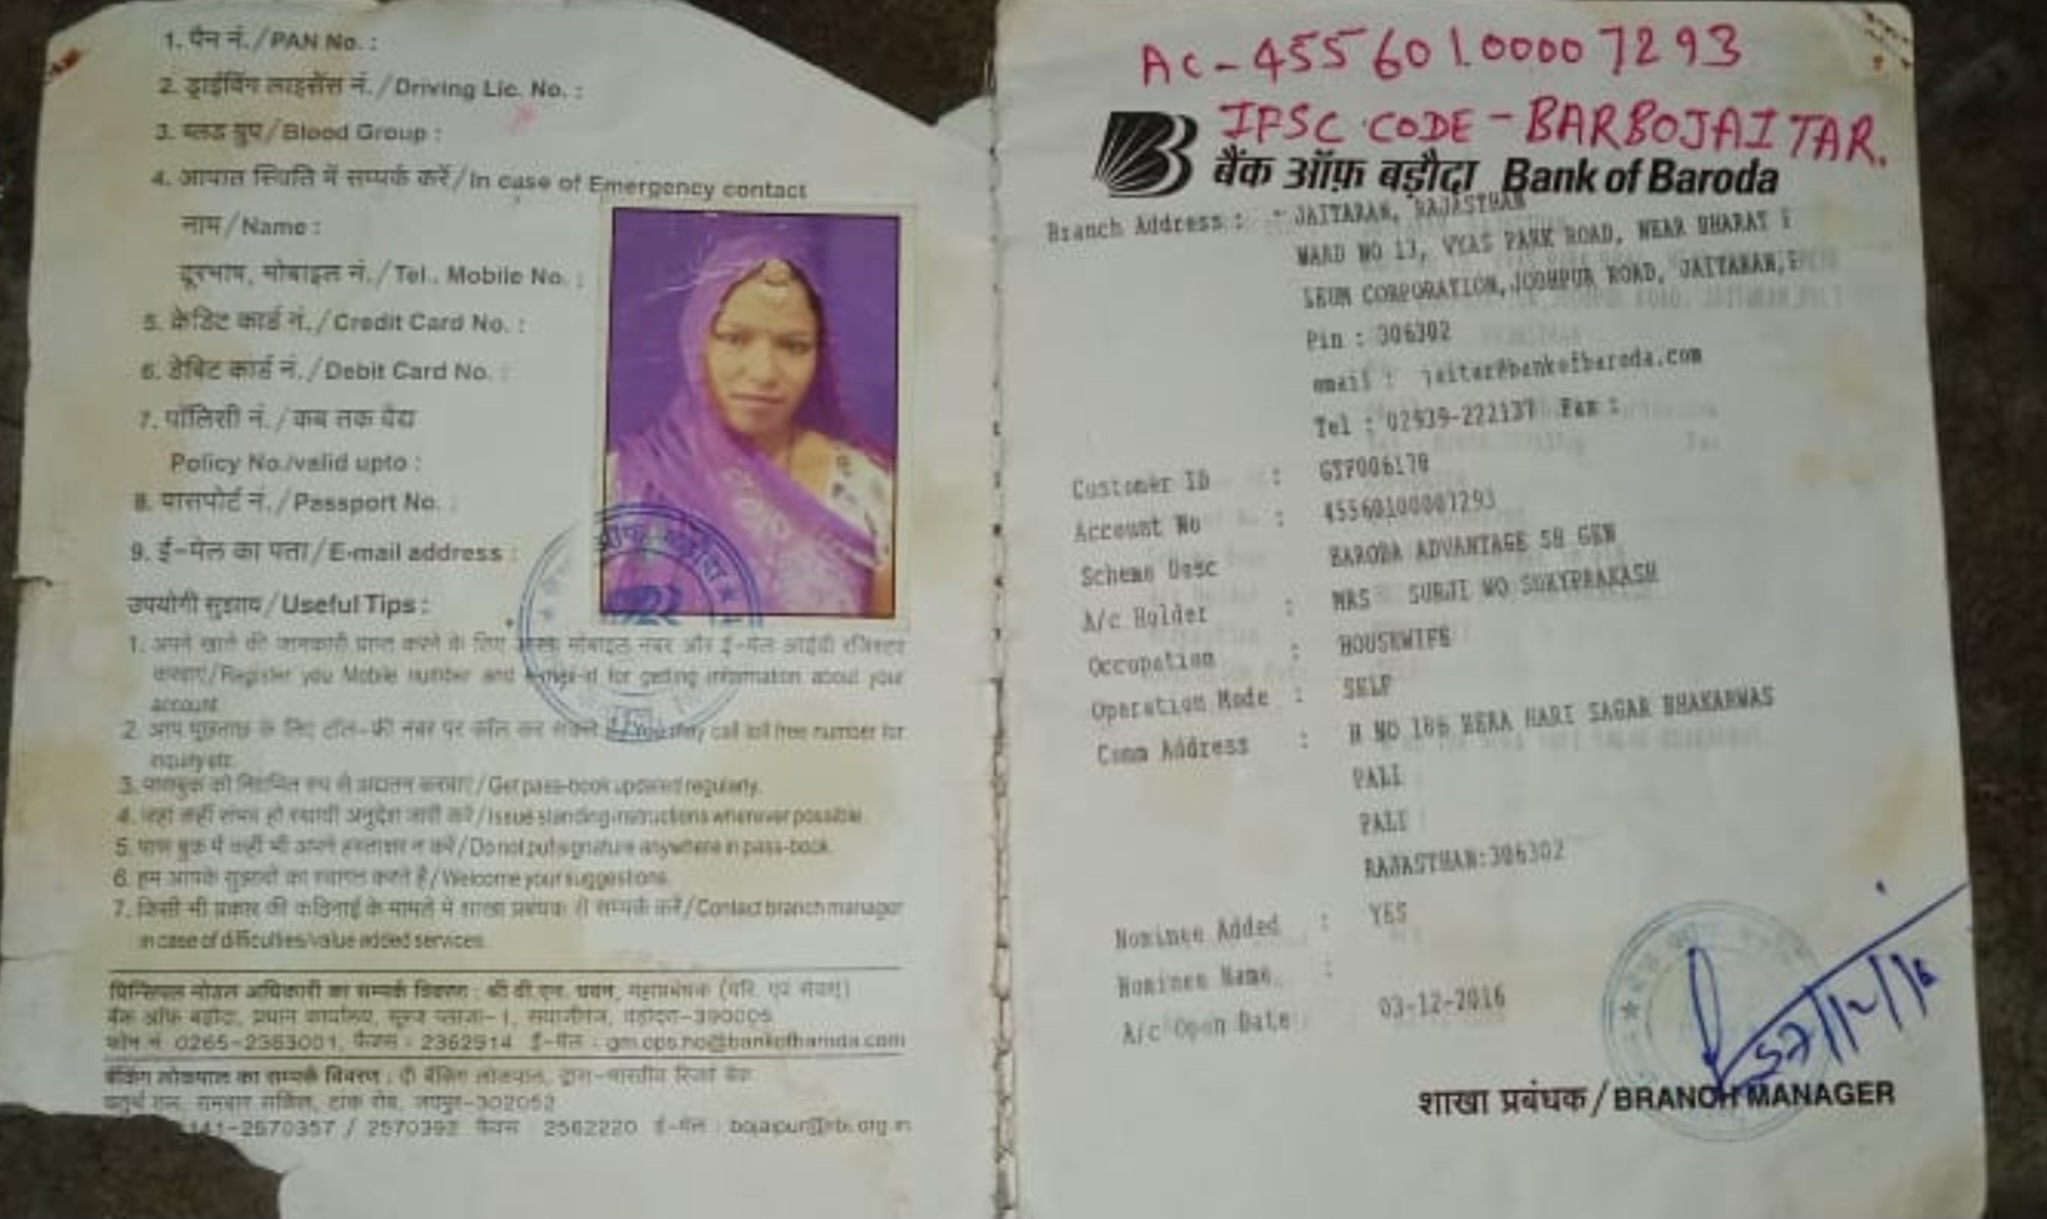 1. पैन नं./PAN No. :
2. ड्राईविंग लाइसेंस नं./Driving Lic. No. :
3. ब्लड ग्रुप/Blood Group :
4. आपात स्थिति में सम्पर्क करें/In case of Emergency contact
नाम/Name :
दूरभाष, मोबाइल नं./Tel., Mobile No. :
5. क्रेडिट कार्ड नं./Credit Card No. :
6. डेबिट कार्ड नं./Debit Card No. :
7. पॉलिसी नं./कब तक वैद्य
Policy No./valid upto :
8. पासपोर्ट नं./Passport No. :
9. ई-मेल का पता/E-mail address :
उपयोगी सुझाव/Useful Tips :
1. अपने खाते की जानकारी प्राप्त करने के लिए मोबाइल नंबर और ई-मेल आईडी रजिस्टर
करवाएं/Register you Mobile number and e-mail-id for getting information about your
account.
2. आप पूछताछ के लिए टॉल-फ्री नंबर पर कॉल कर सकते हैं/You may call toll free number for
3. पासबुक को नियमित रूप से अद्यतन करवाएं/Get pass-book updated regularly.
4. जहां कहीं संभव हो स्थायी अनुदेश जारी करें/Issue standing instructions wherever possible.
5. पास बुक में कहीं भी अपने हस्ताक्षर न करें/Do not put signature anywhere in pass-book.
6. हम आपके सुझावों का स्वागत करते हैं/Welcome your suggestions.
7. किसी भी प्रकार की कठिनाई के मामले में शाखा प्रबंधक से सम्पर्क करें/Contact branch manager
in case of difficulties/value added services.
प्रिन्सिपल नोडल अधिकारी का सम्पर्क विवरण : श्री वी.एन. महाप्रबंधक (परि. एवं सेवाएं)
बैंक ऑफ बड़ौदा, प्रधान कार्यालय, सूरज प्लाजा-1, सयाजीगंज, वड़ोदरा-390005
फोन नं. 0265-2363001, फैक्स : 2362914 ई-मेल : gm.ops.ho@bankofbaroda.com
बैंकिंग लोकपाल का सम्पर्क विवरण : दी बैंकिंग लोकपाल, द्वारा-भारतीय रिजर्व बैंक
चतुर्थ तल, रामबाग सर्किल, टोंक रोड, जयपुर-302052
141-2570357 / 2570392 फैक्स : 2562220 ई-मेल : bojaipur@rbi.org.in
AC-45560100007293
IFSC CODE - BARBOJAITAR.
बैंक ऑफ़ बड़ौदा Bank of Baroda
Branch Address : JAITARAN, RAJASTHAN
WARD NO 13, VYAS PARK ROAD, NEAR BHARAT
CORPORATION, JODHPUR ROAD, JAITARAN,
Pin : 306302
email : jaitar@bankofbaroda.com
Tel : 02939-222137 Fax :
Customer ID : GTP006178
Account No : 45560100007293
Scheme Desc BARODA ADVANTAGE SB GEN
A/c Holder : MRS SURJI WO
Occupation : HOUSEWIFE
Operation Mode : SELF
Comm Address : H NO 186 BERA HARI SAGAR BHAKARWAS
PALI
PALI
RAJASTHAN:306302
Nominee Added : YES
Nominee Name. :
A/c Open Date : 03-12-2016
शाखा प्रबंधक/BRANCH MANAGER